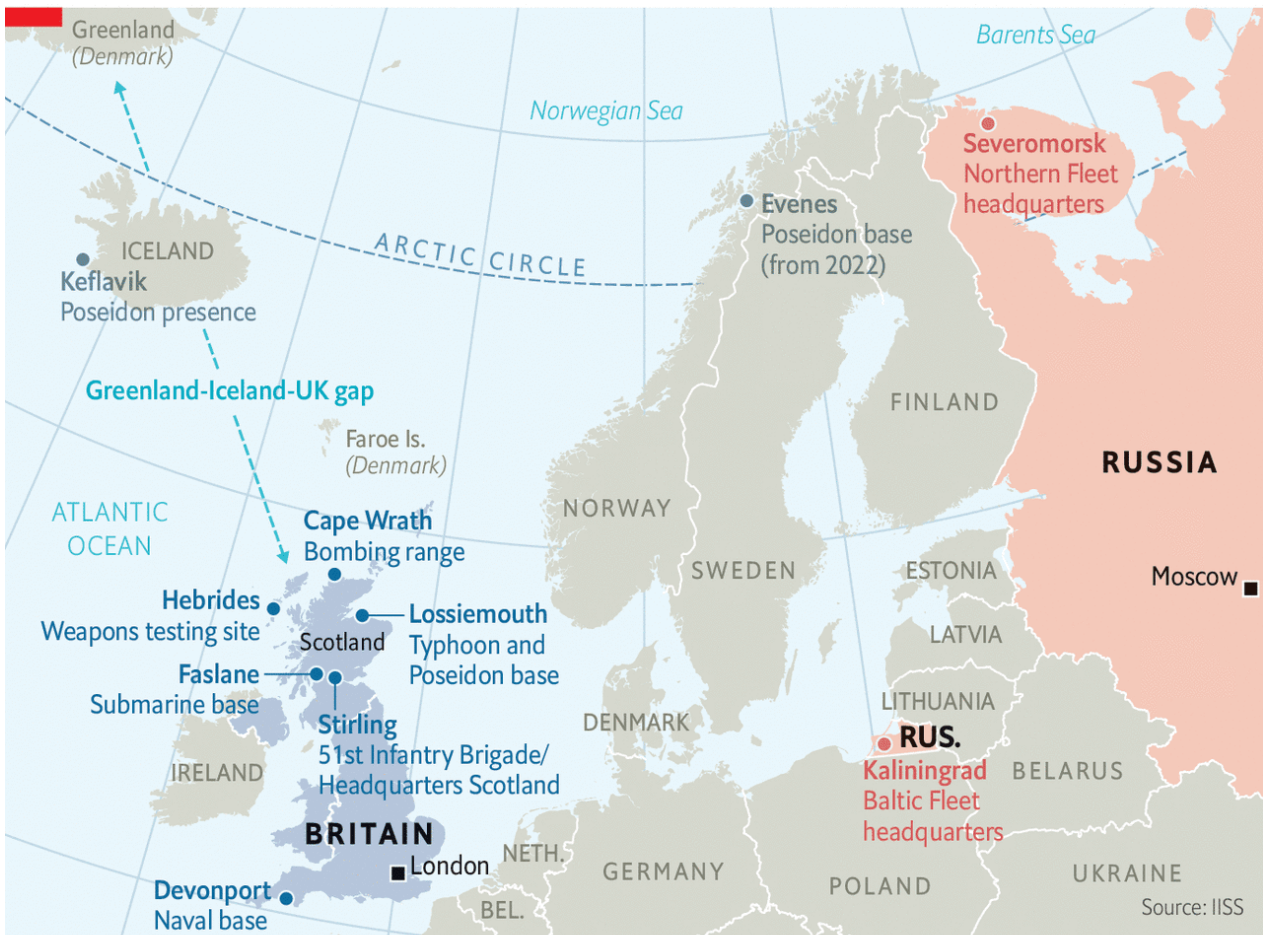 Greenland
(Denmark)
Barents Sea
Norwegian Sea
Severomorsk
Northern Fleet
headquarters
Evenes
Poseidon base
(from 2022)
ARCTIC CIRCLE
ICELAND
Keflavik
Poseidon presence
Greenland-Iceland-UK gap
FINLAND
Faroe Is.
(Denmark)
RUSSIA
NORWAY
ATLANTIC
OCEAN
Cape Wrath
Bombing range
SWEDEN
ESTONIA
Moscow
Hebrides
Weapons testing site
Lossiemouth
Typhoon and
Poseidon base
Scotland
LATVIA
Faslane
Submarine base
LITHUANIA
Stirling
51st Infantry Brigade/
Headquarters Scotland
DENMARK
RUS.
Kaliningrad
Baltic Fleet
headquarters
IRELAND
BELARUS
BRITAIN
London
NETH.
GERMANY
POLAND
UKRAINE
Devonport
Naval base
BEL.
Source: IISS